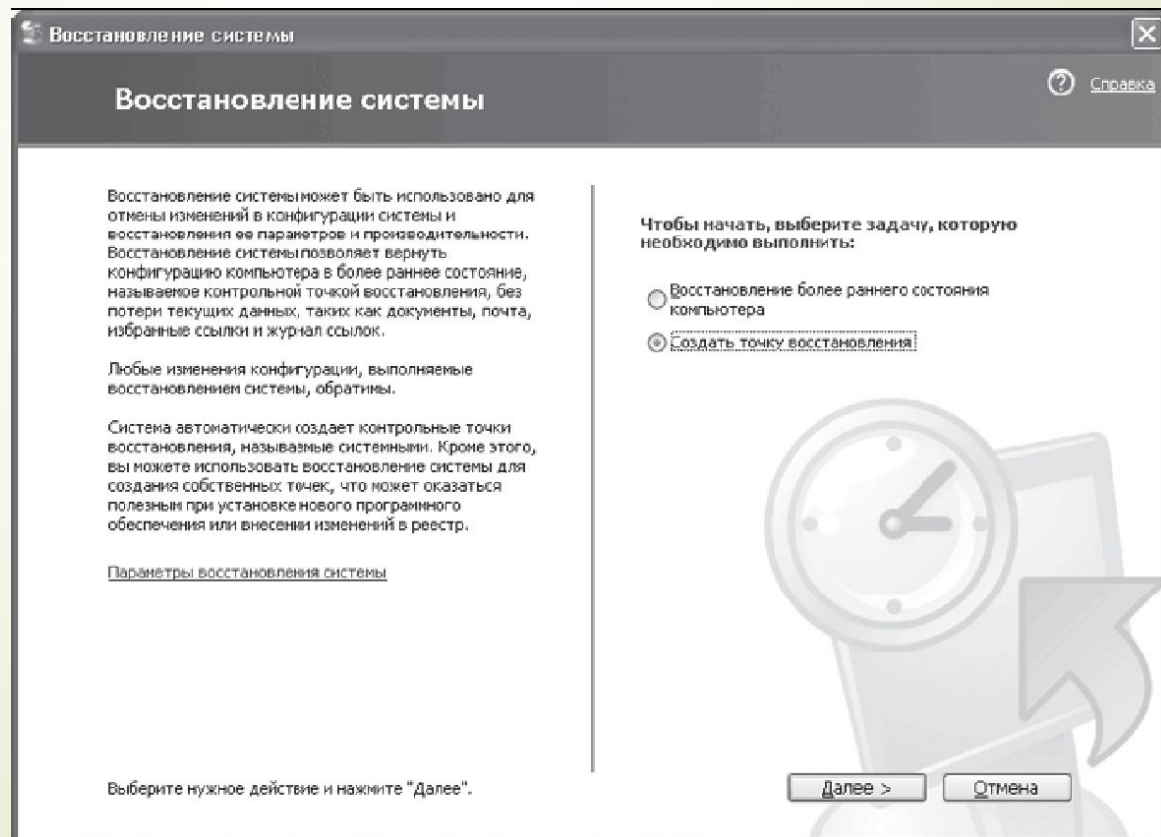 Восстановление системы
Восстановление системы
Справка
Восстановление системы может быть использовано для
отмены изменений в конфигурации системы и
восстановления ее параметров и производительности.
Восстановление системы позволяет вернуть
конфигурацию компьютера в более раннее состояние,
называемое контрольной точкой восстановления, без
потери текущих данных, таких как документы, почта,
избранные ссылки и журнал ссылок.
Любые изменения конфигурации, выполняемые
восстановлением системы, обратимы.
Система автоматически создает контрольные точки
восстановления, называемые системными. Кроме этого,
вы можете использовать восстановление системы для
создания собственных точек, что может оказаться
полезным при установке нового программного
обеспечения или внесении изменений в реестр.
Параметры восстановления системы
Выберите нужное действие и нажмите "Далее".
Чтобы начать, выберите задачу, которую
необходимо выполнить:
Восстановление более раннего состояния
компьютера
Создать точку восстановления
Далее >
Отмена